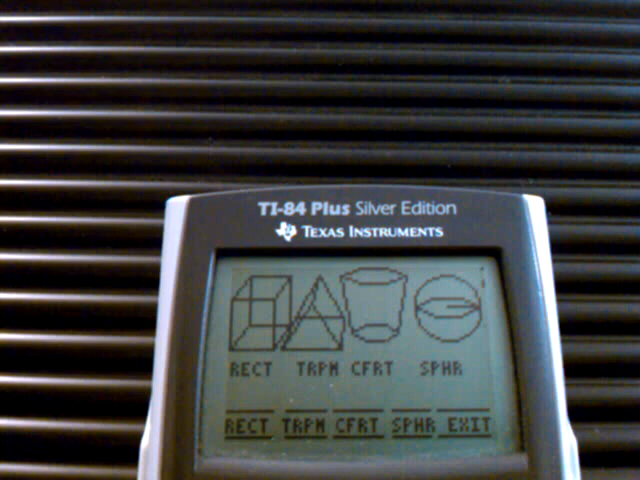 TI-84 Plus Silver Edition
TEXAS INSTRUMENTS
RECT TRPM CFRT SPHR
RECT TRPM CFRT SPHR EXIT